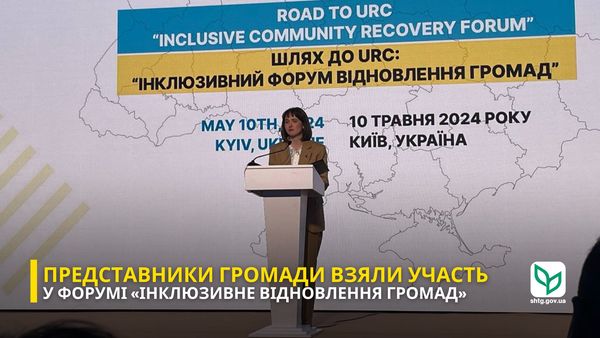 ROAD TO URC
“INCLUSIVE COMMUNITY RECOVERY FORUM”
ШЛЯХ ДО URC:
“ІНКЛЮЗИВНИЙ ФОРУМ ВІДНОВЛЕННЯ ГРОМАД”
MAY 10TH,
KYIV,
10 ТРАВНЯ 2024 РОКУ
КИЇВ, УКРАЇНА
ПРЕДСТАВНИКИ ГРОМАДИ ВЗЯЛИ УЧАСТЬ
У ФОРУМІ «ІНКЛЮЗИВНЕ ВІДНОВЛЕННЯ ГРОМАД»
shtg.gov.ua